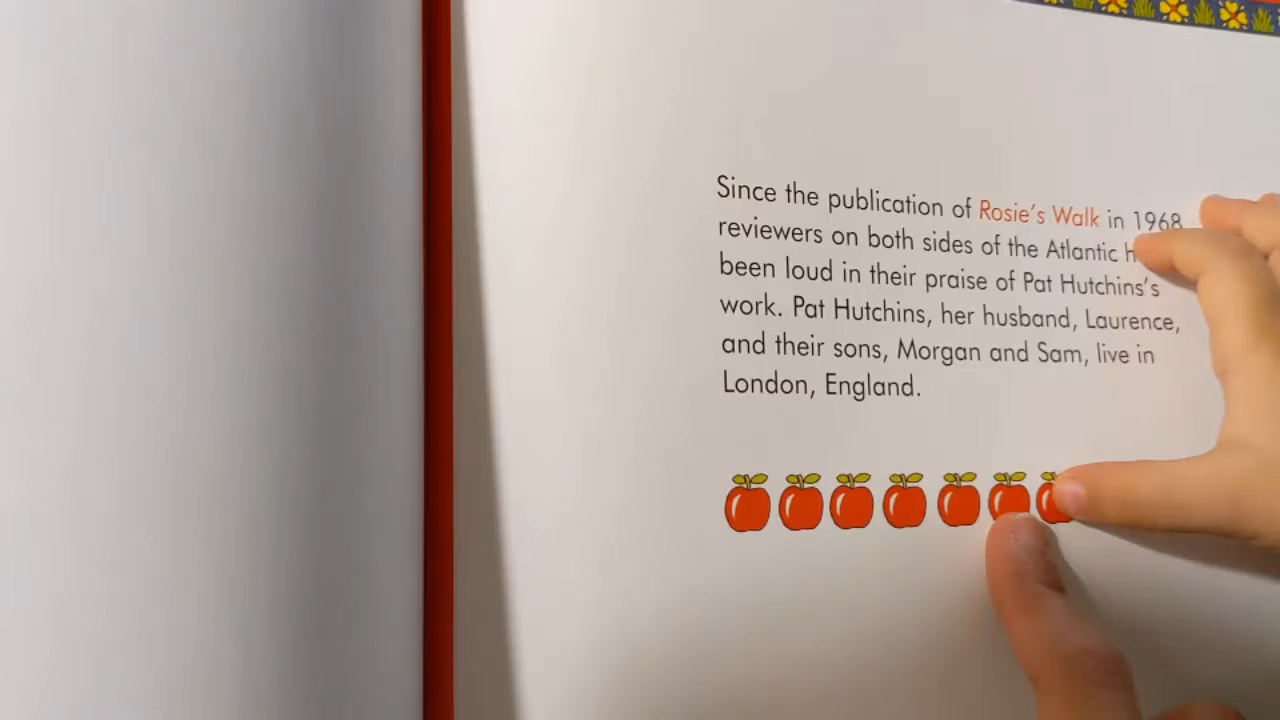 Since the publication of Rosie's Walk in 1968
reviewers on both sides of the Atlantic
been loud in their praise of Pat Hutchins's
work. Pat Hutchins, her husband, Laurence,
and their sons, Morgan and Sam, live in
London, England.